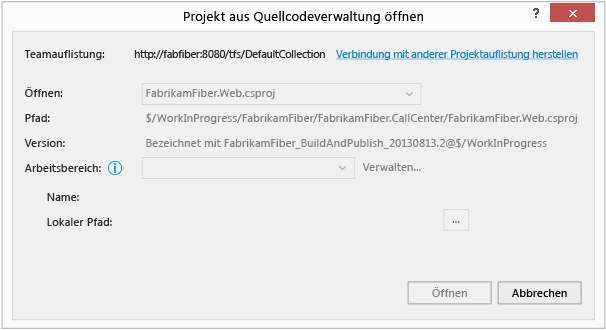 Projekt aus Quellcodeverwaltung öffnen
?
Teamauflistung: http://fabfiber:8080/tfs/DefaultCollection Verbindung mit anderer Projektauflistung herstellen
Öffnen: FabrikamFiber.Web.csproj
Pfad: $/WorkInProgress/FabrikamFiber/FabrikamFiber.CallCenter/FabrikamFiber.Web.csproj
Version: Bezeichnet mit FabrikamFiber_BuildAndPublish_20130813.2@$/WorkInProgress
Arbeitsbereich: i Verwalten...
Name:
Lokaler Pfad: ...
Öffnen Abbrechen